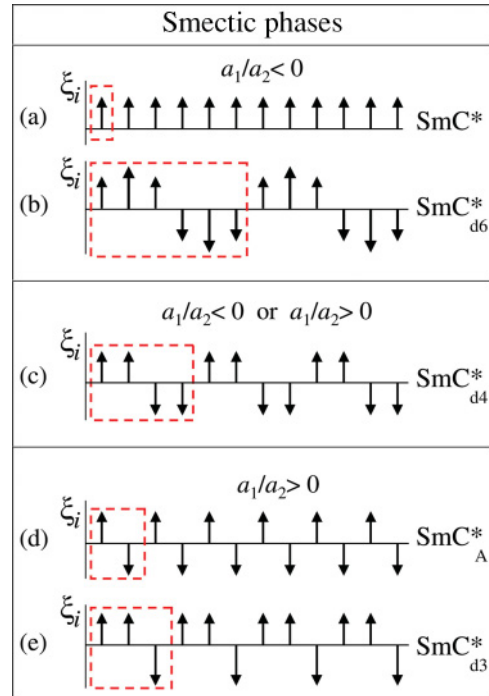 Smectic phases
a₁/a₂< 0
(a) ξᵢ SmC*
(b) ξᵢ SmC*d6
a₁/a₂< 0 or a₁/a₂> 0
(c) ξᵢ SmC*d4
a₁/a₂> 0
(d) ξᵢ SmC*A
(e) ξᵢ SmC*d3